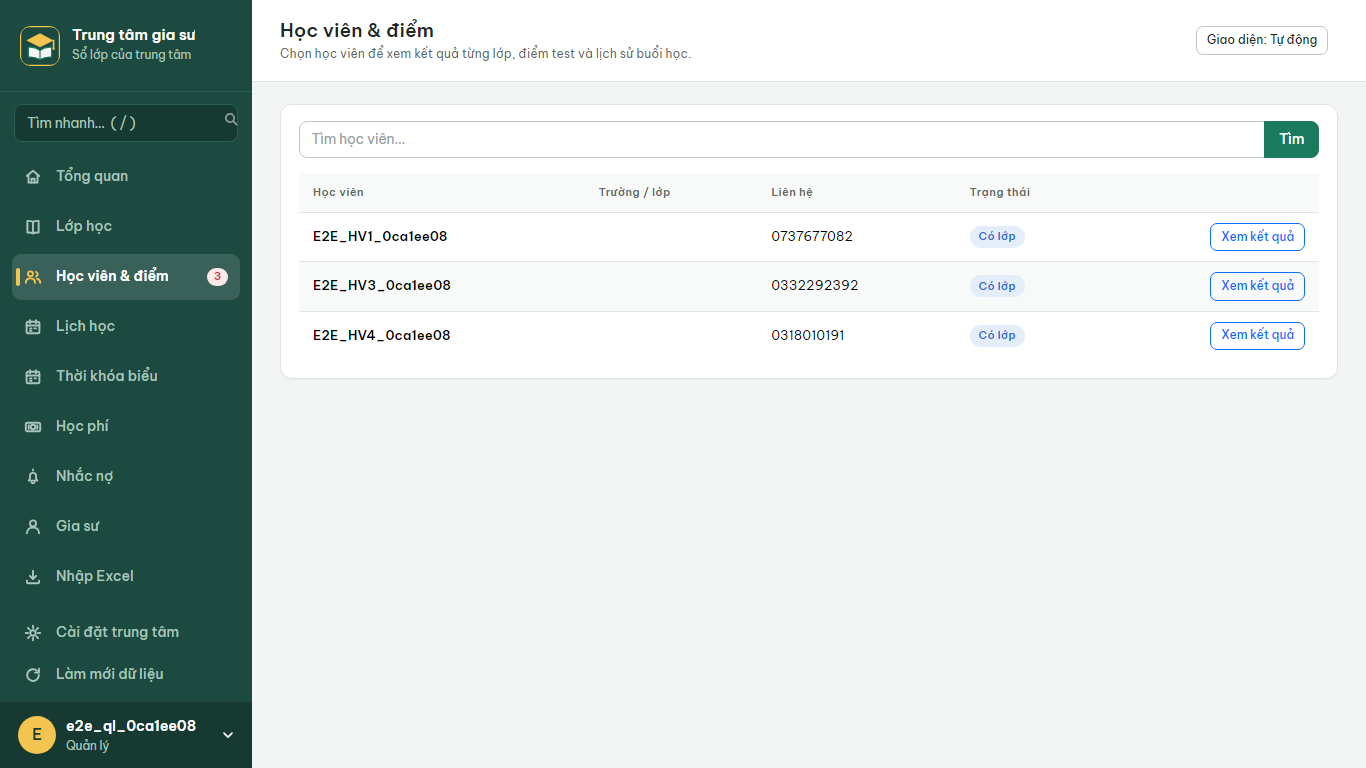 Trung tâm gia sư
Sổ lớp của trung tâm
Tìm nhanh... ( / )
Tổng quan
Lớp học
Học viên & điểm 3
Lịch học
Thời khóa biểu
Học phí
Nhắc nợ
Gia sư
Nhập Excel
Cài đặt trung tâm
Làm mới dữ liệu
E
e2e_ql_0ca1ee08
Quản lý
Học viên & điểm
Chọn học viên để xem kết quả từng lớp, điểm test và lịch sử buổi học.
Giao diện: Tự động
Tìm học viên... Tìm
Học viên Trường / lớp Liên hệ Trạng thái
E2E_HV1_0ca1ee08 0737677082 Có lớp Xem kết quả
E2E_HV3_0ca1ee08 0332292392 Có lớp Xem kết quả
E2E_HV4_0ca1ee08 0318010191 Có lớp Xem kết quả